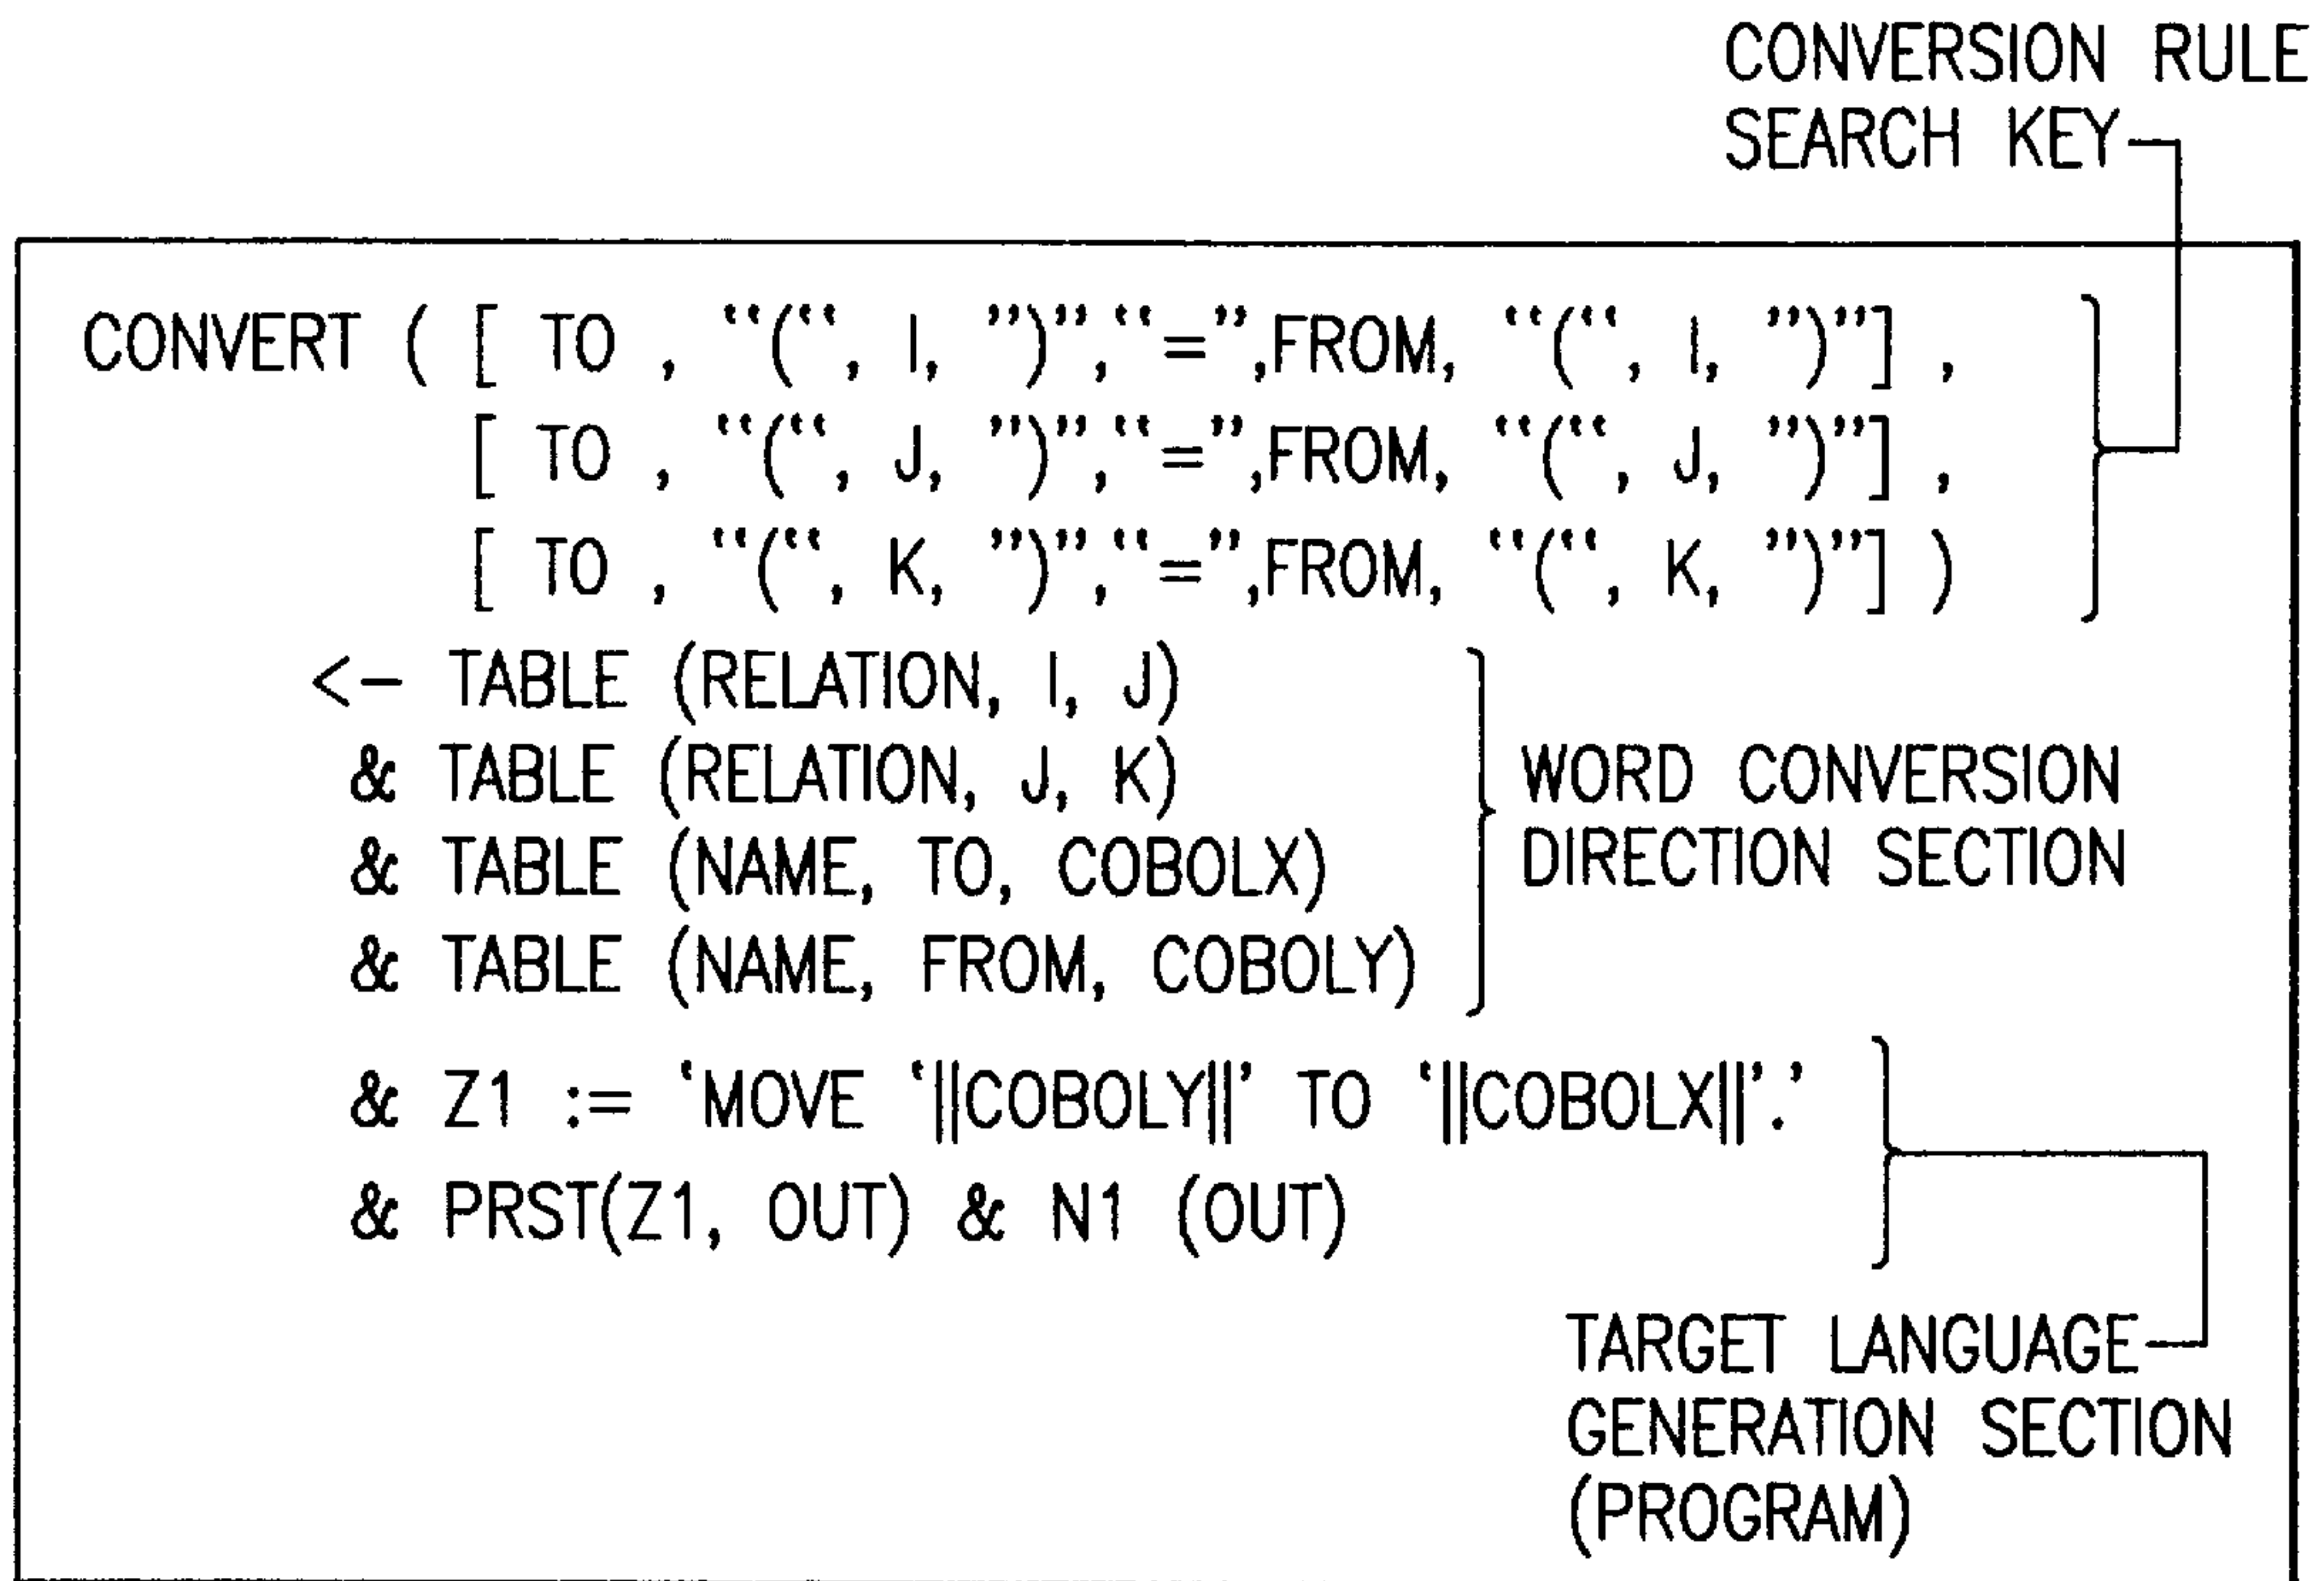 CONVERSION RULE
SEARCH KEY
CONVERT ( [ TO , “(“, I, ”)”,“=”,FROM, “(“, I, ”)”] ,
[ TO , “(“, J, ”)”,“=”,FROM, “(“, J, ”)”] ,
[ TO , “(“, K, ”)”,“=”,FROM, “(“, K, ”)”] )
<– TABLE (RELATION, I, J)
& TABLE (RELATION, J, K)
& TABLE (NAME, TO, COBOLX)
& TABLE (NAME, FROM, COBOLY)
WORD CONVERSION
DIRECTION SECTION
& Z1 := ‘MOVE ‘||COBOLY||’ TO ‘||COBOLX||’.’
& PRST(Z1, OUT) & N1 (OUT)
TARGET LANGUAGE
GENERATION SECTION
(PROGRAM)